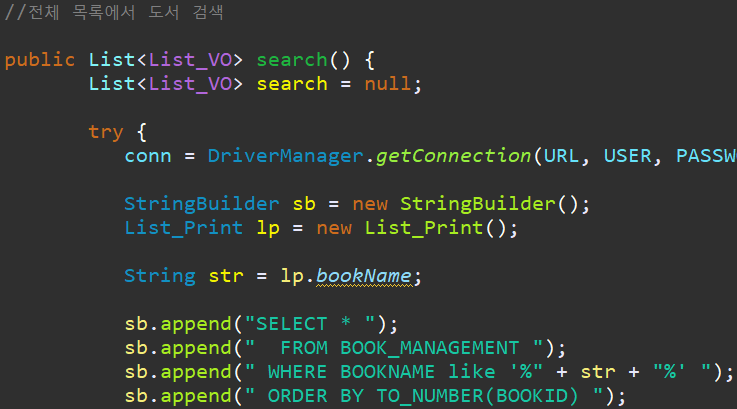 //전체 목록에서 도서 검색
public List<List_VO> search() {
List<List_VO> search = null;
try {
conn = DriverManager.getConnection(URL, USER, PASSW
StringBuilder sb = new StringBuilder();
List_Print lp = new List_Print();
String str = lp.bookName;
sb.append("SELECT * ");
sb.append("  FROM BOOK_MANAGEMENT ");
sb.append(" WHERE BOOKNAME like '%" + str + "%' ");
sb.append(" ORDER BY TO_NUMBER(BOOKID) ");